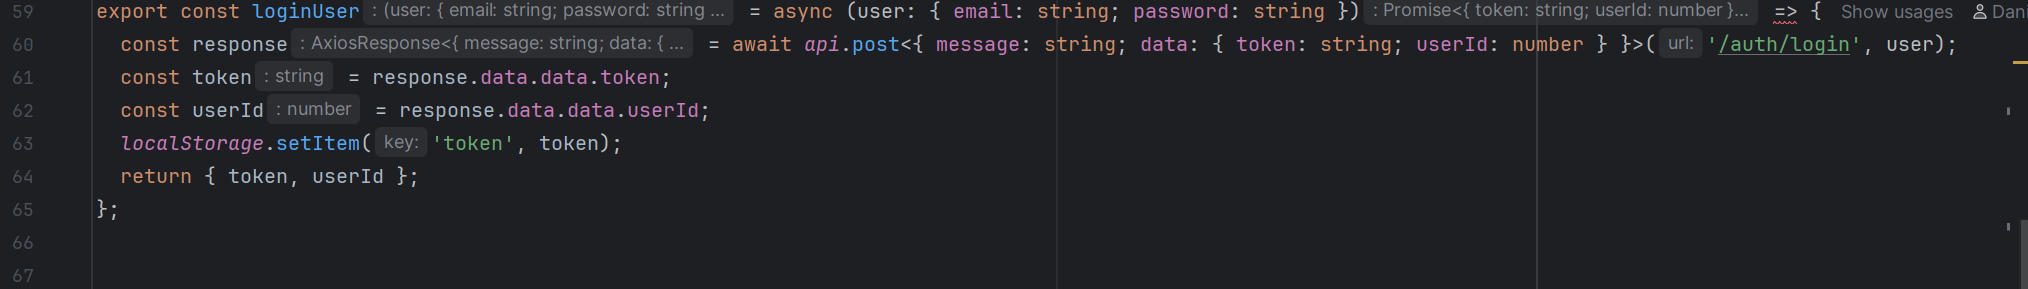 59 export const loginUser : (user: { email: string; password: string ... = async (user: { email: string; password: string }) : Promise<{ token: string; userId: number }... => { Show usages Dani
60 const response : AxiosResponse<{ message: string; data: { ... = await api.post<{ message: string; data: { token: string; userId: number } }>( url: '/auth/login', user);
61 const token : string = response.data.data.token;
62 const userId : number = response.data.data.userId;
63 localStorage.setItem( key: 'token', token);
64 return { token, userId };
65 };
66
67